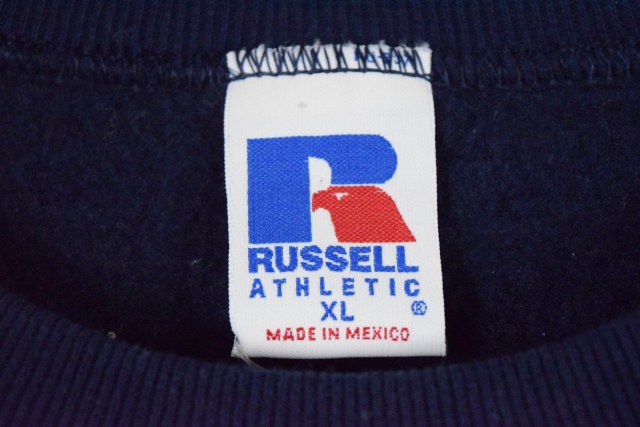 RUSSELL
ATHLETIC
XL ®
MADE IN MEXICO